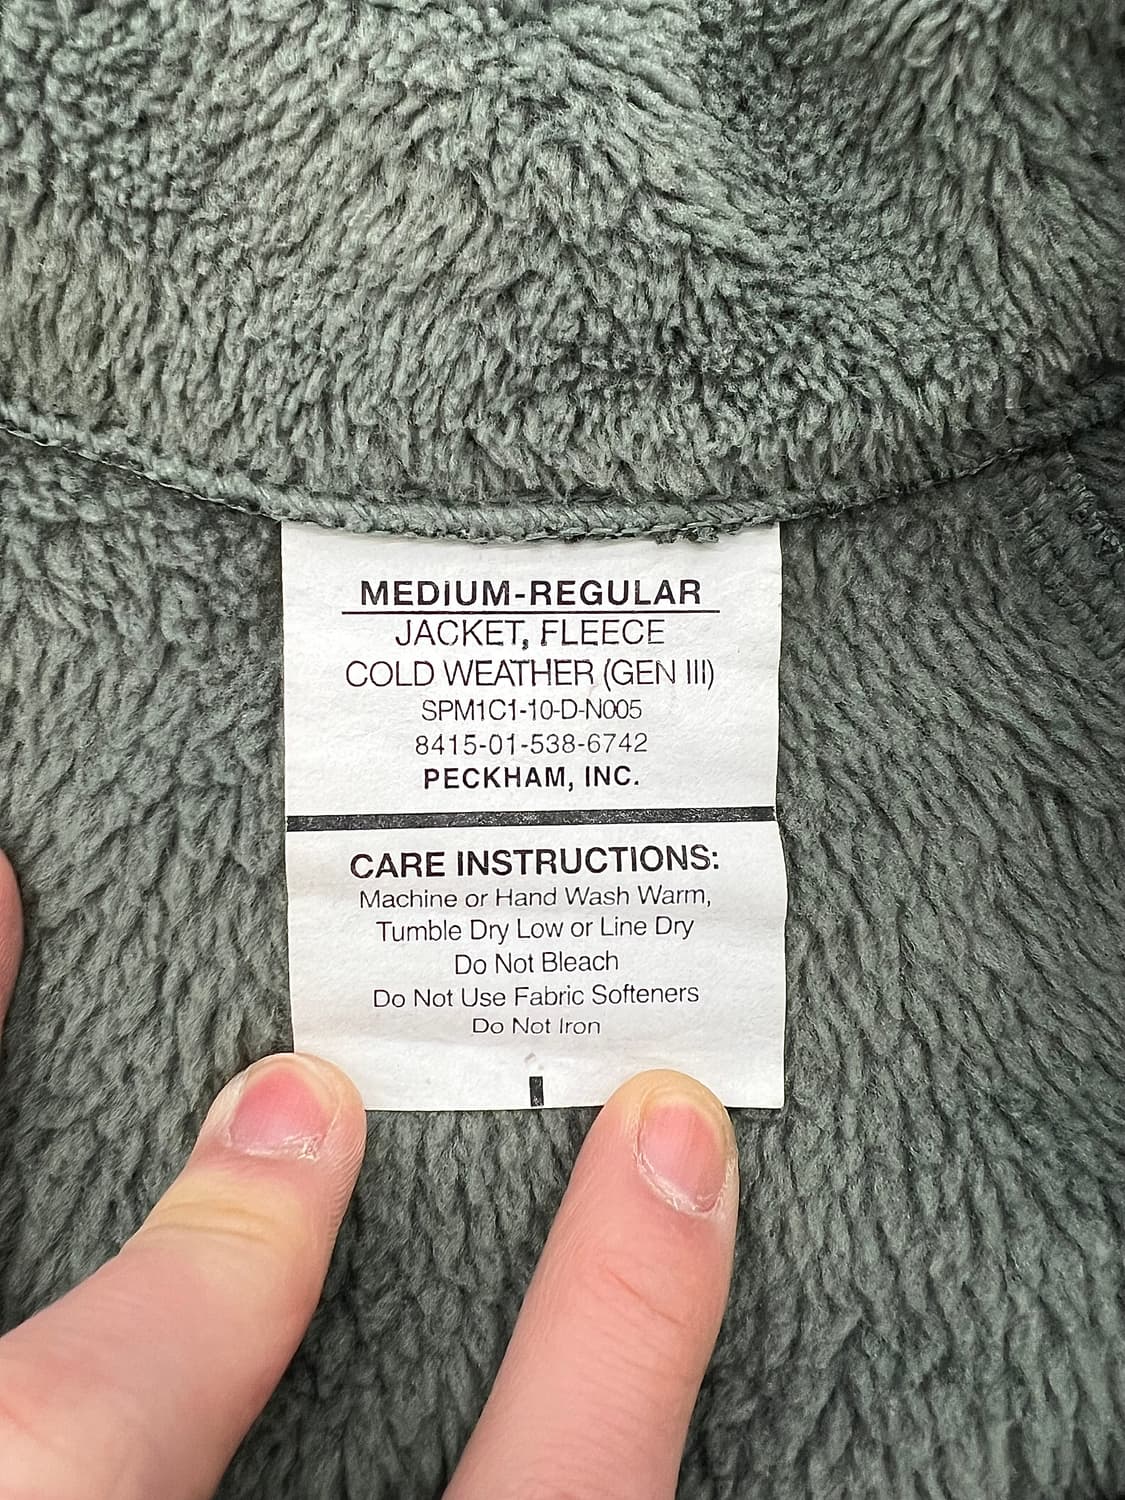 MEDIUM-REGULAR
JACKET, FLEECE
COLD WEATHER (GEN III)
SPM1C1-10-D-N005
8415-01-538-6742
PECKHAM, INC.
CARE INSTRUCTIONS:
Machine or Hand Wash Warm,
Tumble Dry Low or Line Dry
Do Not Bleach
Do Not Use Fabric Softeners
Do Not Iron